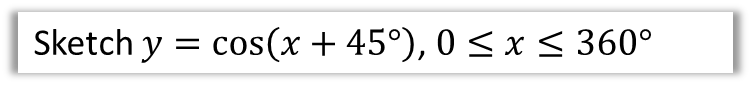 Sketch y = cos(x + 45°), 0 ≤ x ≤ 360°